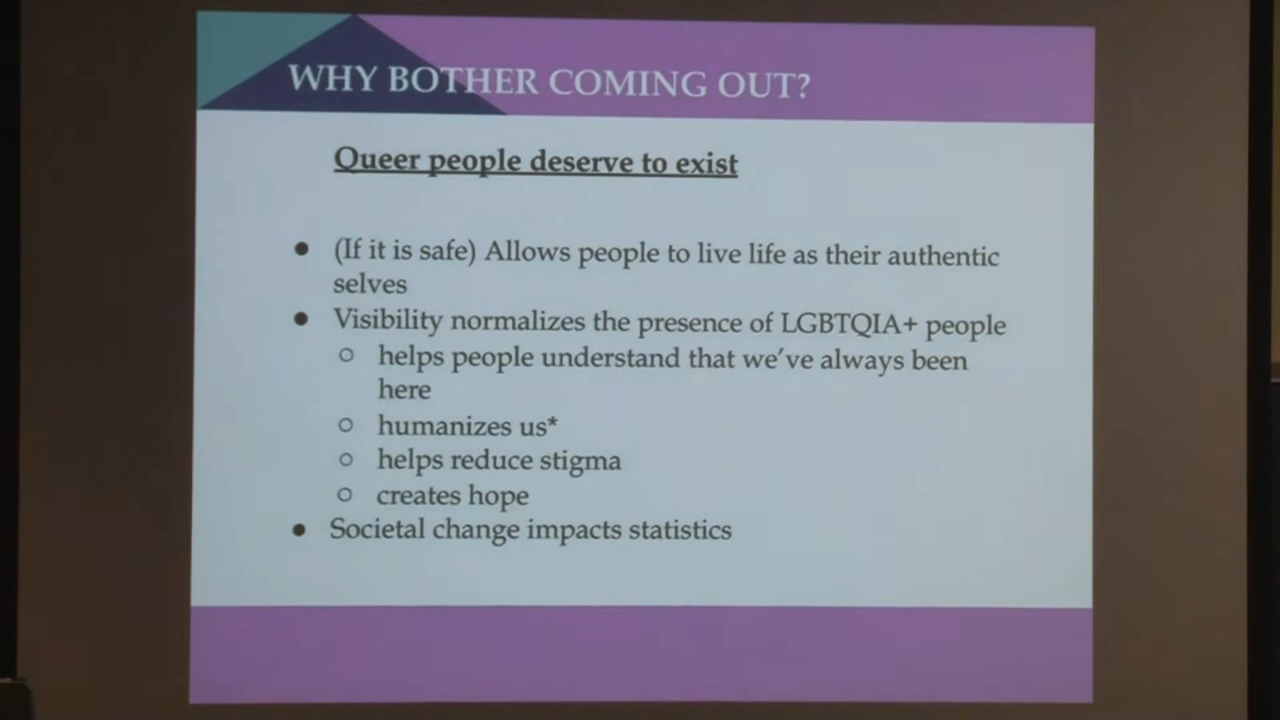 WHY BOTHER COMING OUT?
Queer people deserve to exist
● (If it is safe) Allows people to live life as their authentic
selves
● Visibility normalizes the presence of LGBTQIA+ people
○ helps people understand that we've always been
here
○ humanizes us*
○ helps reduce stigma
○ creates hope
● Societal change impacts statistics